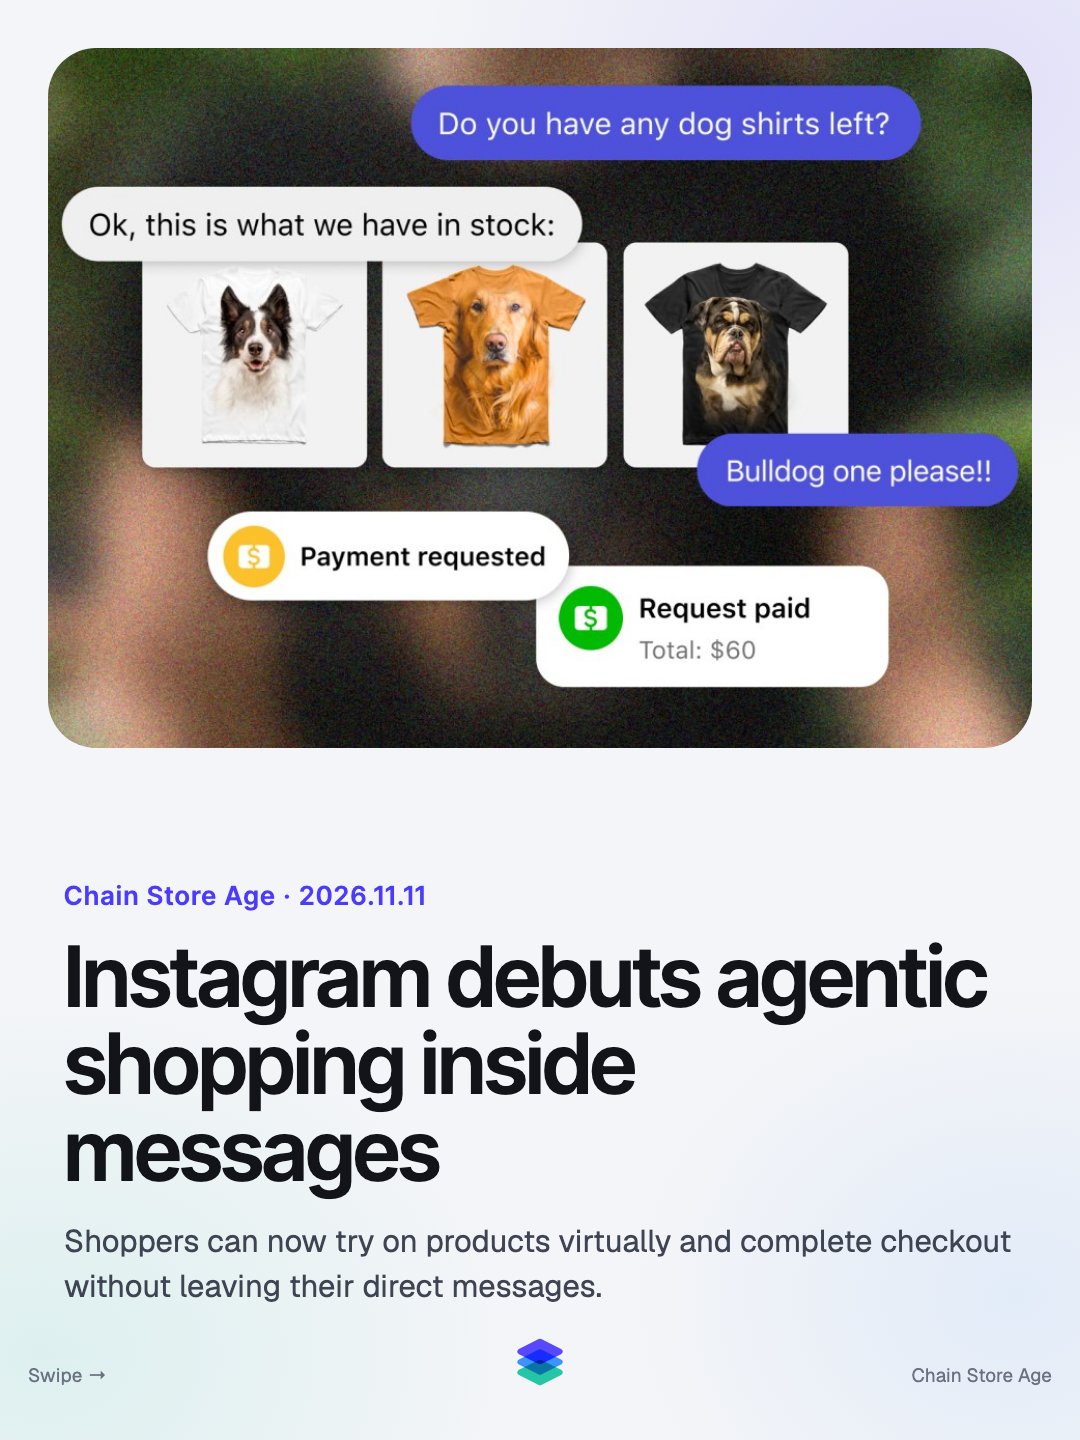 Do you have any dog shirts left?
Ok, this is what we have in stock:
Bulldog one please!!
$
Payment requested
$
Request paid
Total: $60
Chain Store Age · 2026.11.11
Instagram debuts agentic
shopping inside
messages
Shoppers can now try on products virtually and complete checkout
without leaving their direct messages.
Swipe →
Chain Store Age